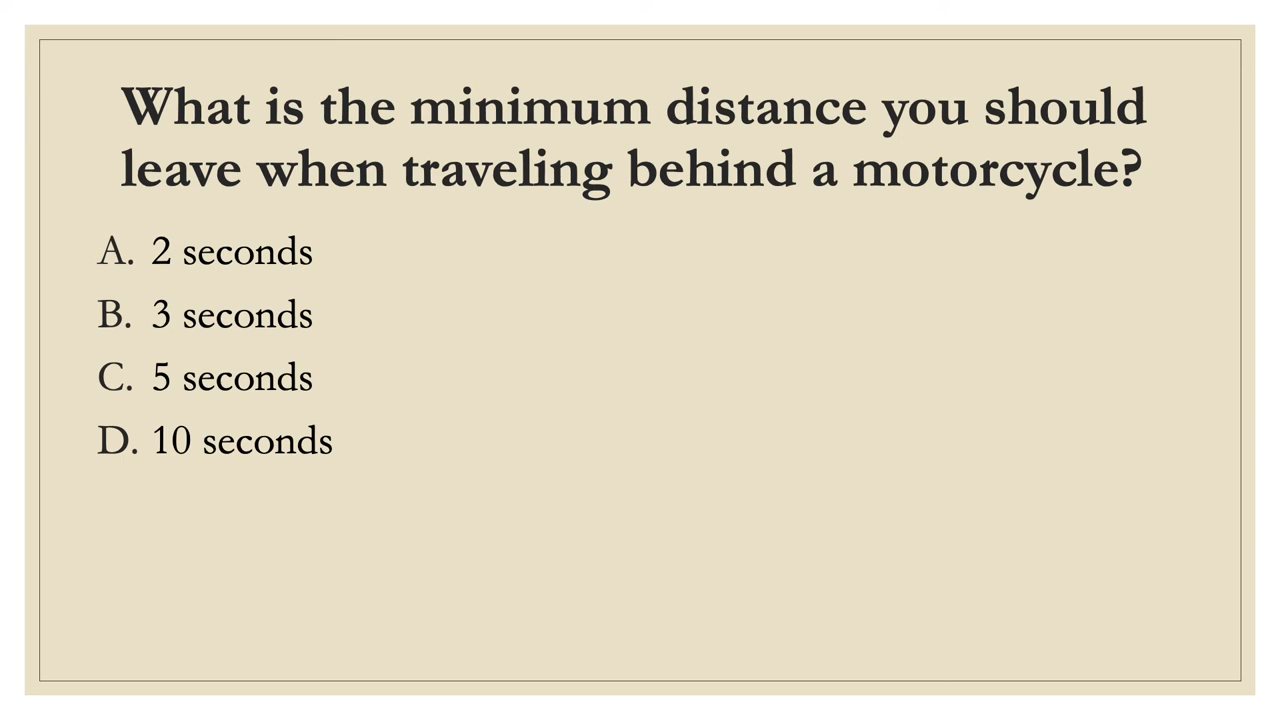 What is the minimum distance you should
leave when traveling behind a motorcycle?
A. 2 seconds
B. 3 seconds
C. 5 seconds
D. 10 seconds